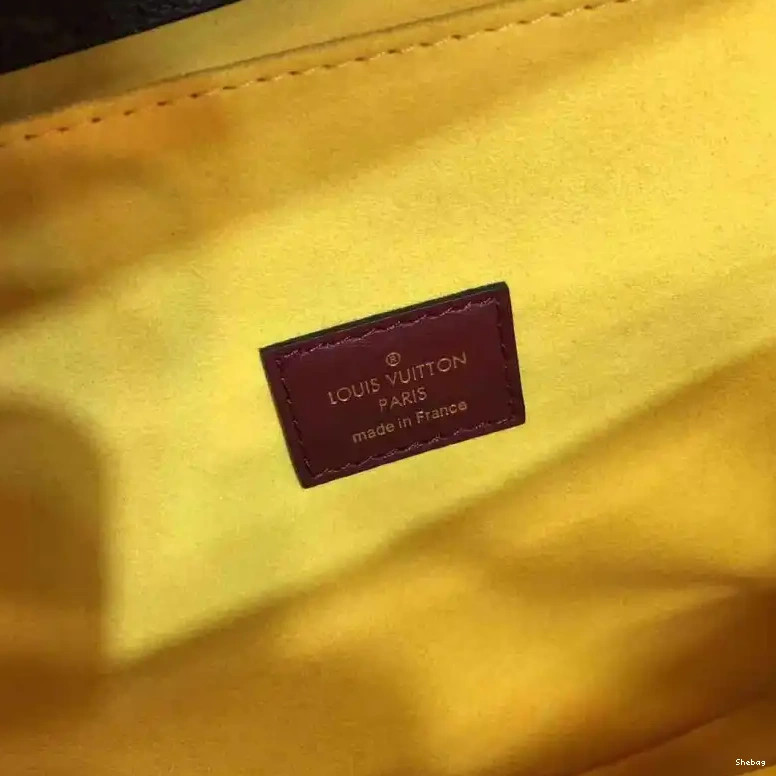 ®
LOUIS VUITTON
PARIS
made in France
Shebag